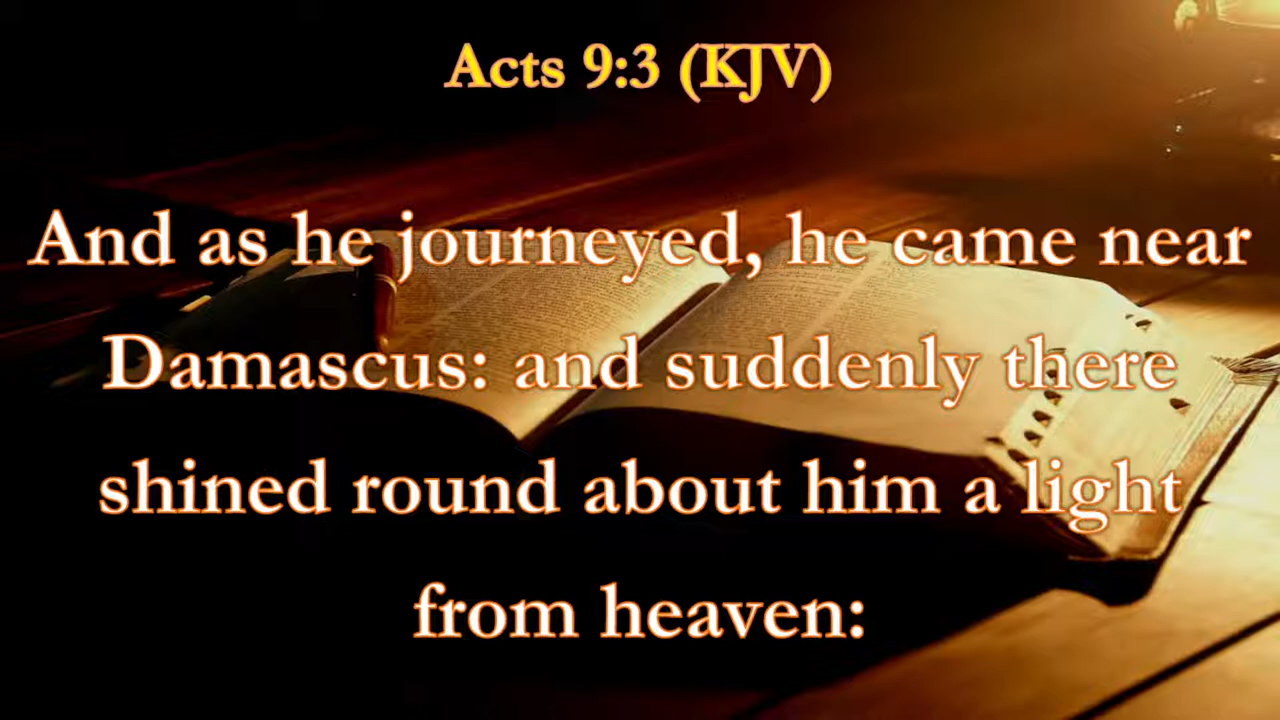 Acts 9:3 (KJV)
And as he journeyed, he came near
Damascus: and suddenly there
shined round about him a light
from heaven: